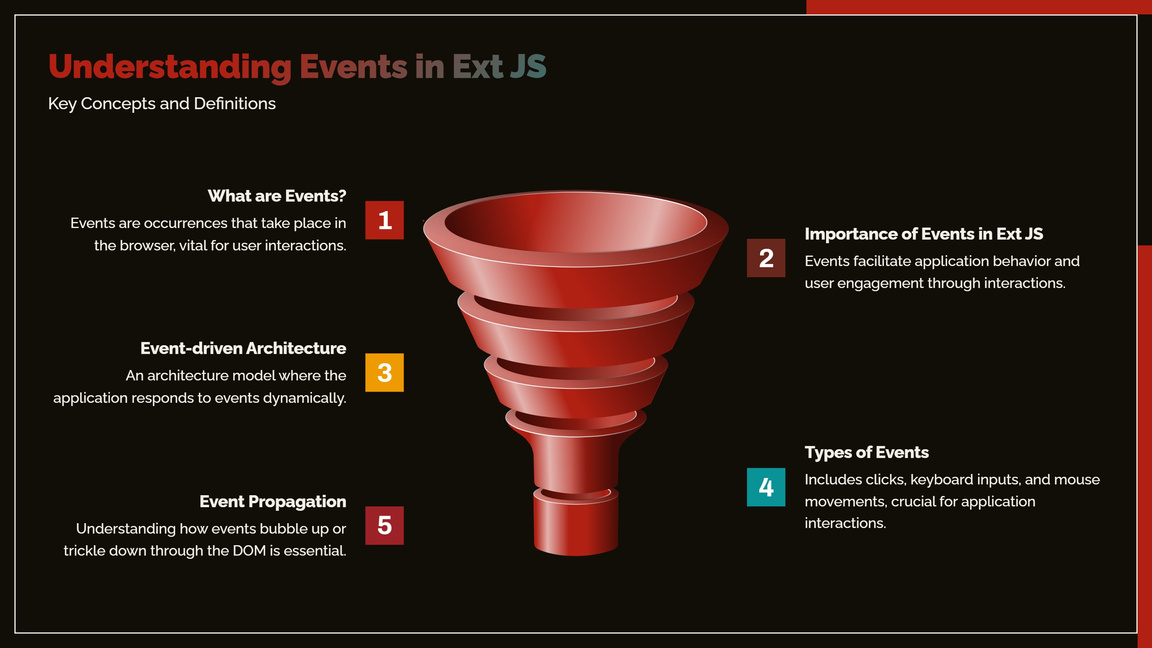 Understanding Events in Ext JS
Key Concepts and Definitions
What are Events?
Events are occurrences that take place in
the browser, vital for user interactions.
1
2
Importance of Events in Ext JS
Events facilitate application behavior and
user engagement through interactions.
Event-driven Architecture
An architecture model where the
application responds to events dynamically.
3
4
Types of Events
Includes clicks, keyboard inputs, and mouse
movements, crucial for application
interactions.
Event Propagation
Understanding how events bubble up or
trickle down through the DOM is essential.
5